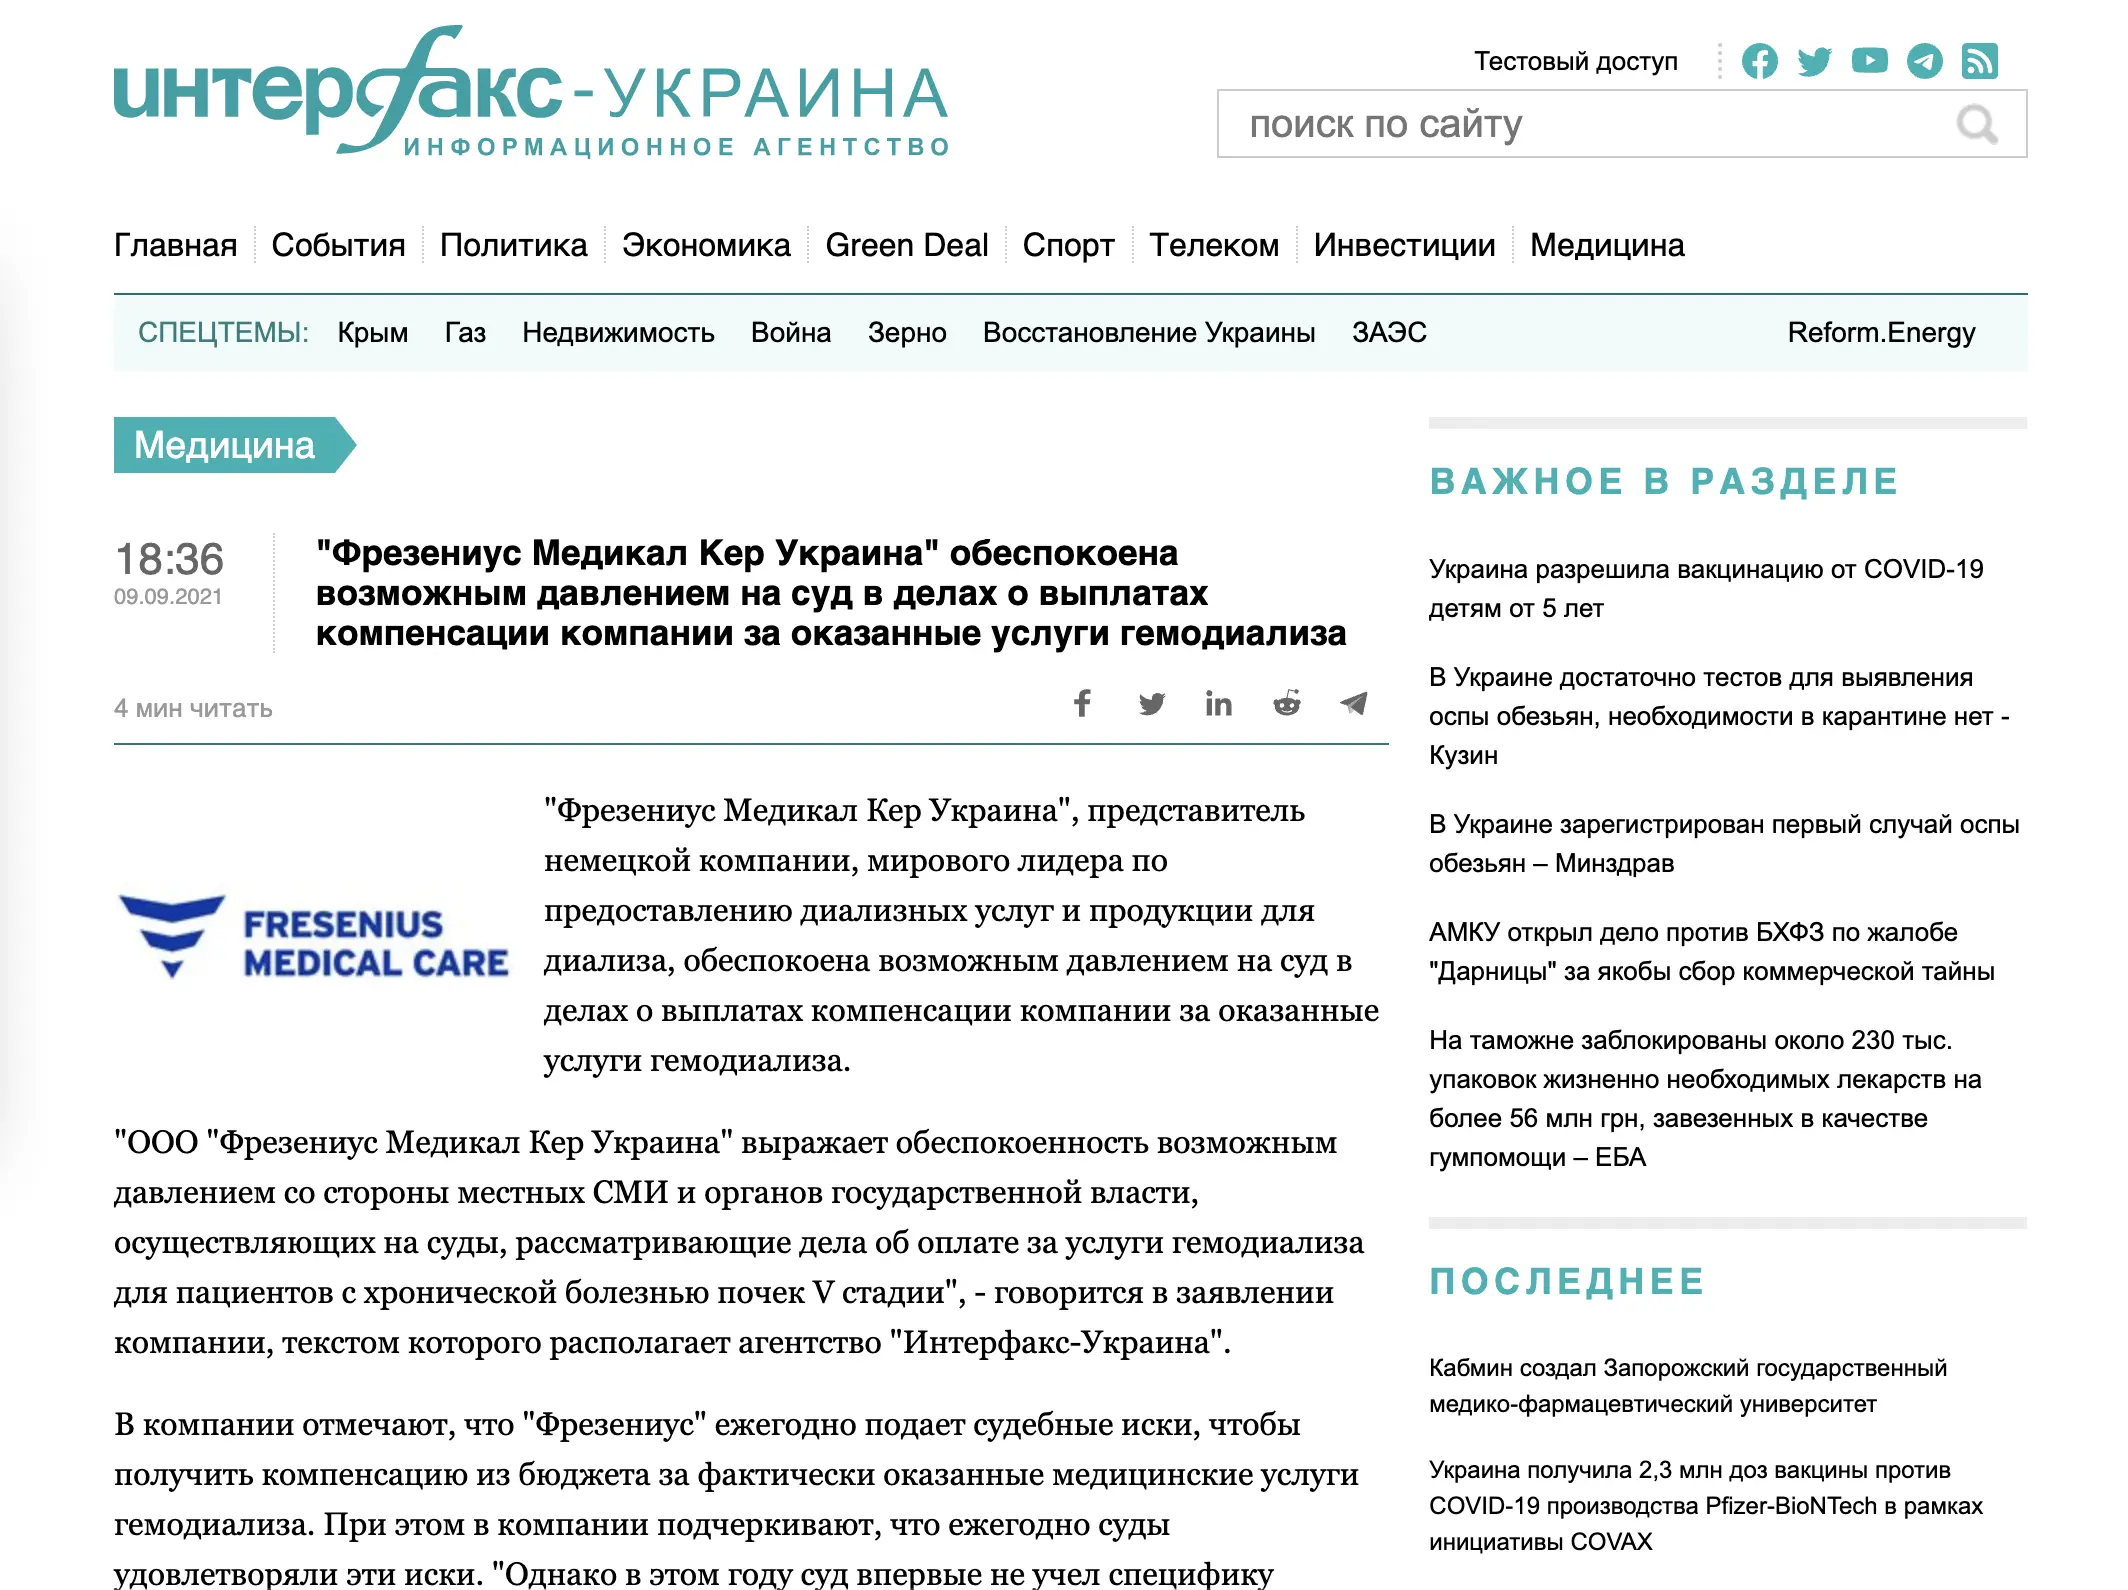 интерфакс-УКРАИНА
ИНФОРМАЦИОННОЕ АГЕНТСТВО
Тестовый доступ
поиск по сайту
Главная События Политика Экономика Green Deal Спорт Телеком Инвестиции Медицина
СПЕЦТЕМЫ: Крым Газ Недвижимость Война Зерно Восстановление Украины ЗАЭС Reform.Energy
Медицина
18:36
09.09.2021
"Фрезениус Медикал Кер Украина" обеспокоена
возможным давлением на суд в делах о выплатах
компенсации компании за оказанные услуги гемодиализа
4 мин читать
FRESENIUS
MEDICAL CARE
"Фрезениус Медикал Кер Украина", представитель
немецкой компании, мирового лидера по
предоставлению диализных услуг и продукции для
диализа, обеспокоена возможным давлением на суд в
делах о выплатах компенсации компании за оказанные
услуги гемодиализа.
"ООО "Фрезениус Медикал Кер Украина" выражает обеспокоенность возможным
давлением со стороны местных СМИ и органов государственной власти,
осуществляющих на суды, рассматривающие дела об оплате за услуги гемодиализа
для пациентов с хронической болезнью почек V стадии", - говорится в заявлении
компании, текстом которого располагает агентство "Интерфакс-Украина".
В компании отмечают, что "Фрезениус" ежегодно подает судебные иски, чтобы
получить компенсацию из бюджета за фактически оказанные медицинские услуги
гемодиализа. При этом в компании подчеркивают, что ежегодно суды
удовлетворяли эти иски. "Однако в этом году суд впервые не учел специфику
ВАЖНОЕ В РАЗДЕЛЕ
Украина разрешила вакцинацию от COVID-19
детям от 5 лет
В Украине достаточно тестов для выявления
оспы обезьян, необходимости в карантине нет -
Кузин
В Украине зарегистрирован первый случай оспы
обезьян – Минздрав
АМКУ открыл дело против БХФЗ по жалобе
"Дарницы" за якобы сбор коммерческой тайны
На таможне заблокированы около 230 тыс.
упаковок жизненно необходимых лекарств на
более 56 млн грн, завезенных в качестве
гумпомощи – ЕБА
ПОСЛЕДНЕЕ
Кабмин создал Запорожский государственный
медико-фармацевтический университет
Украина получила 2,3 млн доз вакцины против
COVID-19 производства Pfizer-BioNTech в рамках
инициативы COVAX